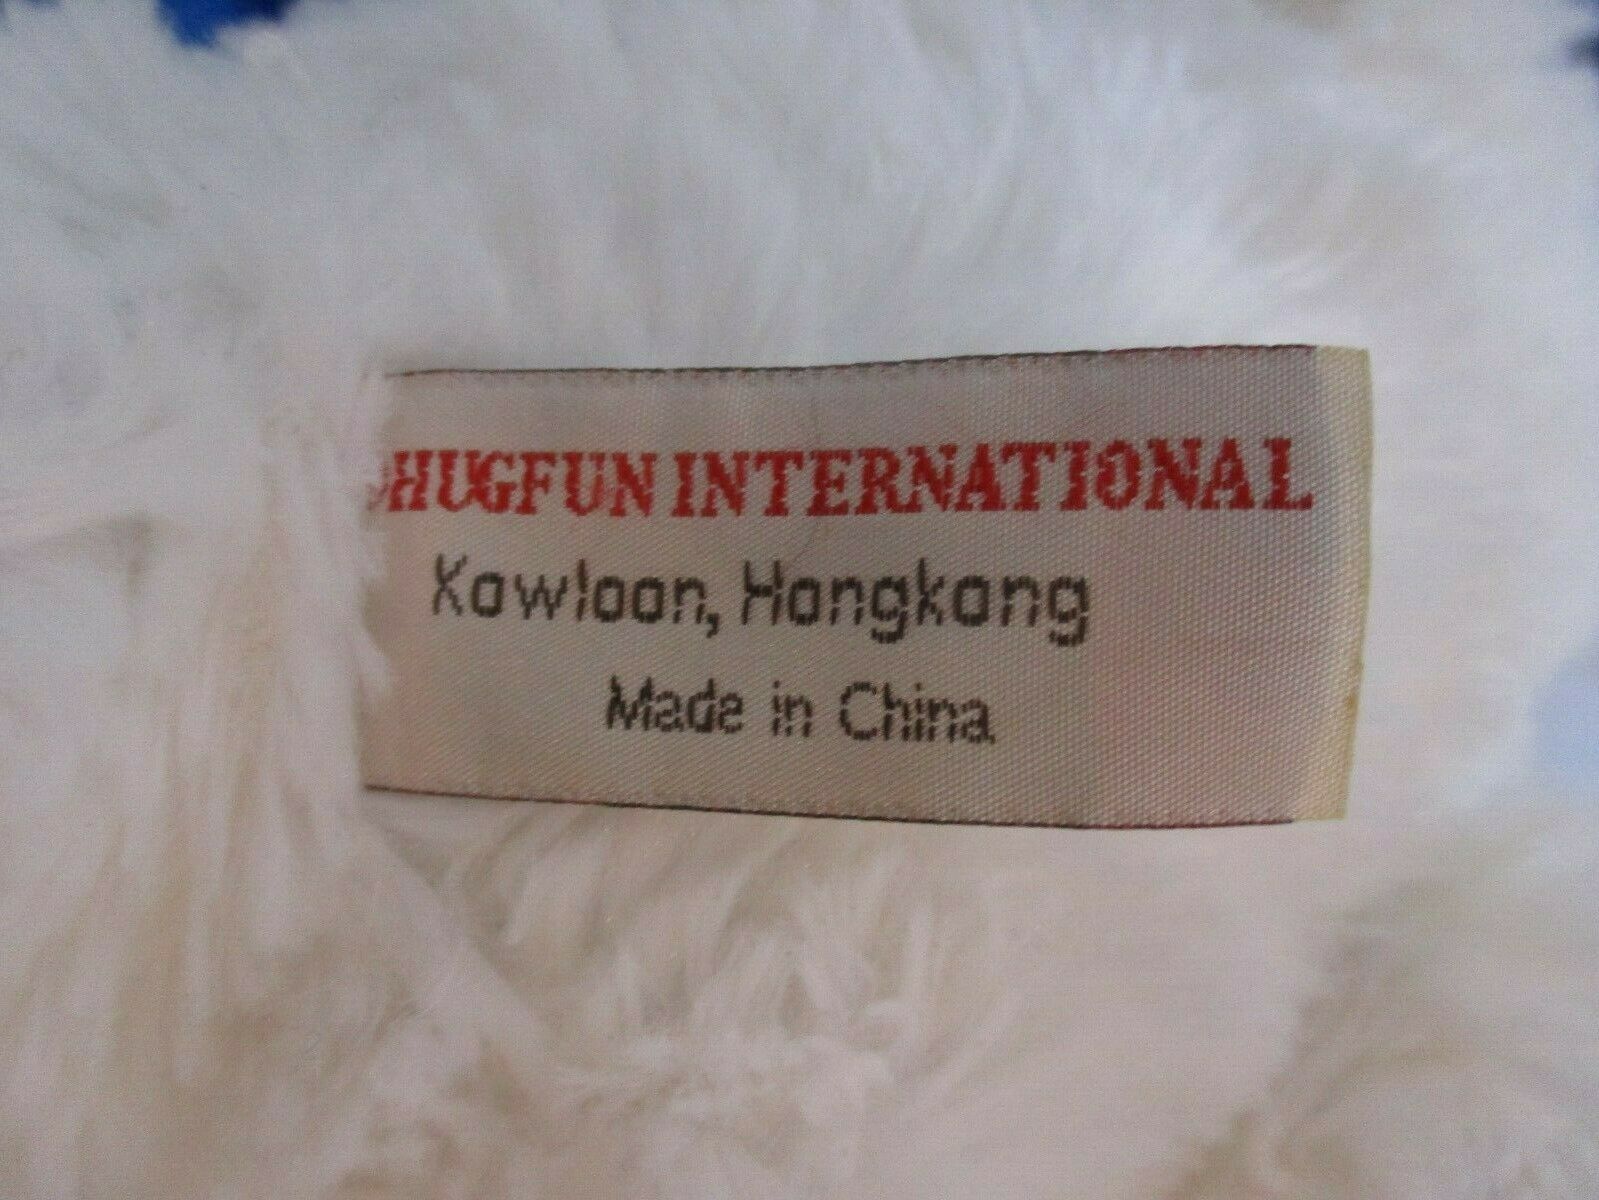 HUGFUN INTERNATIONAL
Kowloon, Hongkong
Made in China